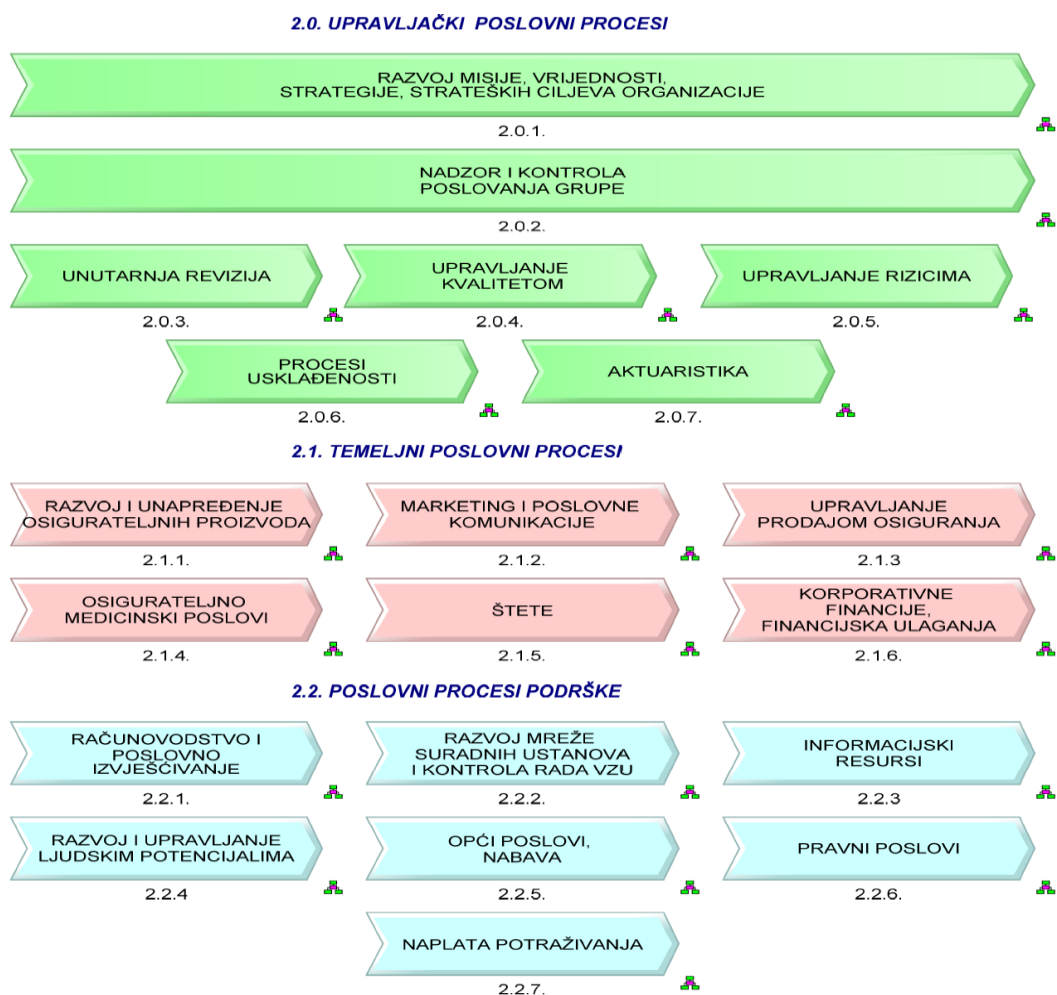 2.0. UPRAVLJAČKI POSLOVNI PROCESI
RAZVOJ MISIJE, VRIJEDNOSTI,
STRATEGIJE, STRATEŠKIH CILJEVA ORGANIZACIJE
2.0.1.
NADZOR I KONTROLA
POSLOVANJA GRUPE
2.0.2.
UNUTARNJA REVIZIJA
2.0.3.
UPRAVLJANJE
KVALITETOM
2.0.4.
UPRAVLJANJE RIZICIMA
2.0.5.
PROCESI
USKLAĐENOSTI
2.0.6.
AKTUARISTIKA
2.0.7.
2.1. TEMELJNI POSLOVNI PROCESI
RAZVOJ I UNAPREĐENJE
OSIGURATELJNIH PROIZVODA
2.1.1.
MARKETING I POSLOVNE
KOMUNIKACIJE
2.1.2.
UPRAVLJANJE
PRODAJOM OSIGURANJA
2.1.3
OSIGURATELJNO
MEDICINSKI POSLOVI
2.1.4.
ŠTETE
2.1.5.
KORPORATIVNE
FINANCIJE,
FINANCIJSKA ULAGANJA
2.1.6.
2.2. POSLOVNI PROCESI PODRŠKE
RAČUNOVODSTVO I
POSLOVNO
IZVJEŠĆIVANJE
2.2.1.
RAZVOJ MREŽE
SURADNIH USTANOVA
I KONTROLA RADA VZU
2.2.2.
INFORMACIJSKI
RESURSI
2.2.3
RAZVOJ I UPRAVLJANJE
LJUDSKIM POTENCIJALIMA
2.2.4
OPĆI POSLOVI,
NABAVA
2.2.5.
PRAVNI POSLOVI
2.2.6.
NAPLATA POTRAŽIVANJA
2.2.7.